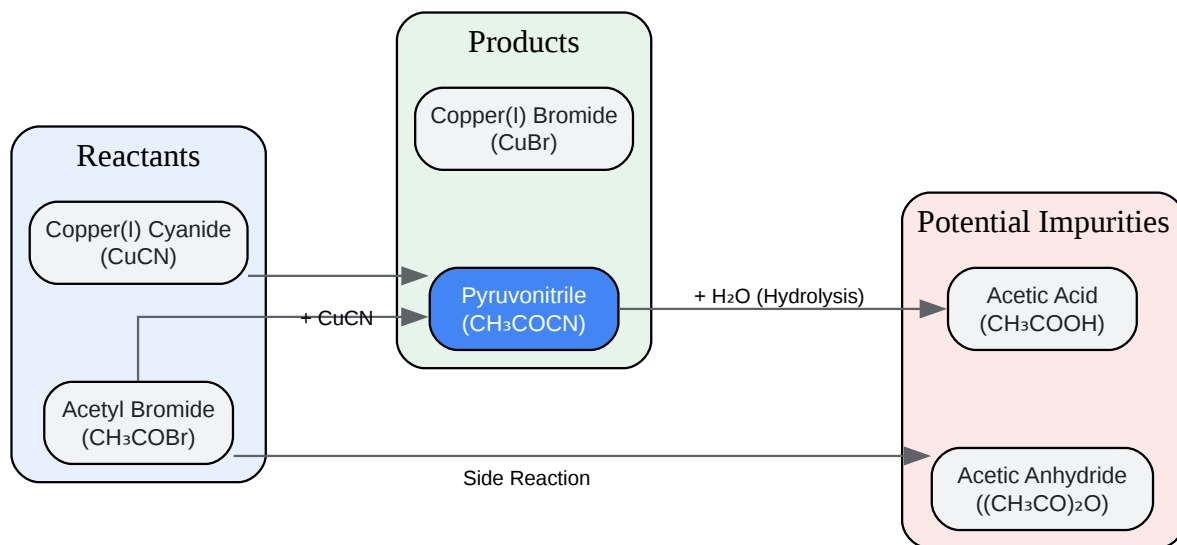 Reactants
Copper(I) Cyanide
(CuCN)
Acetyl Bromide
(CH₃COBr)
+ CuCN
Products
Copper(I) Bromide
(CuBr)
Pyruvonitrile
(CH₃COCN)
+ H₂O (Hydrolysis)
Side Reaction
Potential Impurities
Acetic Acid
(CH₃COOH)
Acetic Anhydride
((CH₃CO)₂O)